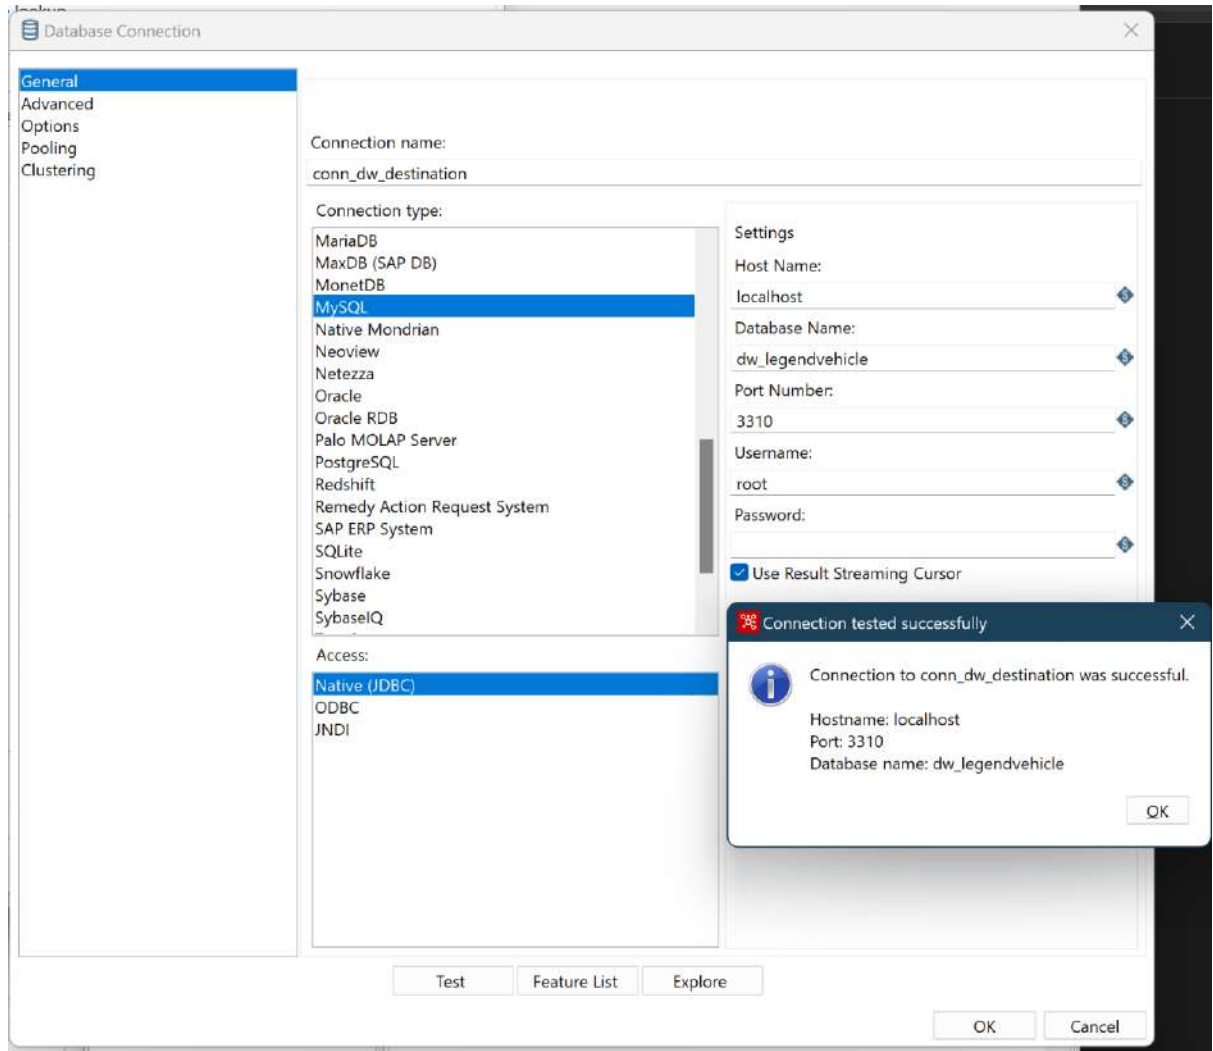 Database Connection
General
Advanced
Options
Pooling
Clustering
Connection name:
conn_dw_destination
Connection type:
MariaDB
MaxDB (SAP DB)
MonetDB
MySQL
Native Mondrian
Neoview
Netezza
Oracle
Oracle RDB
Palo MOLAP Server
PostgreSQL
Redshift
Remedy Action Request System
SAP ERP System
SQLite
Snowflake
Sybase
SybaseIQ
Access:
Native (JDBC)
ODBC
JNDI
Settings
Host Name:
localhost
Database Name:
dw_legendvehicle
Port Number:
3310
Username:
root
Password:
Use Result Streaming Cursor
Connection tested successfully
Connection to conn_dw_destination was successful.
Hostname: localhost
Port: 3310
Database name: dw_legendvehicle
OK
Test Feature List Explore
OK Cancel